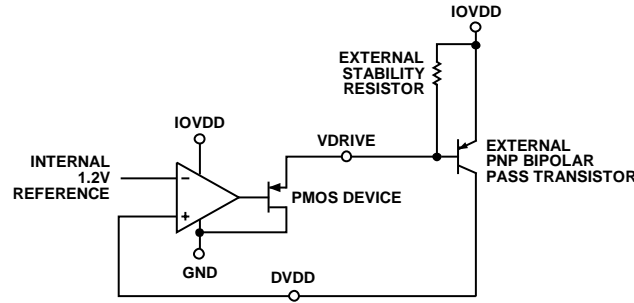 IOVDD
EXTERNAL
STABILITY
RESISTOR
IOVDD
VDRIVE
EXTERNAL
PNP BIPOLAR
PASS TRANSISTOR
INTERNAL
1.2V
REFERENCE
−
+
PMOS DEVICE
GND
DVDD